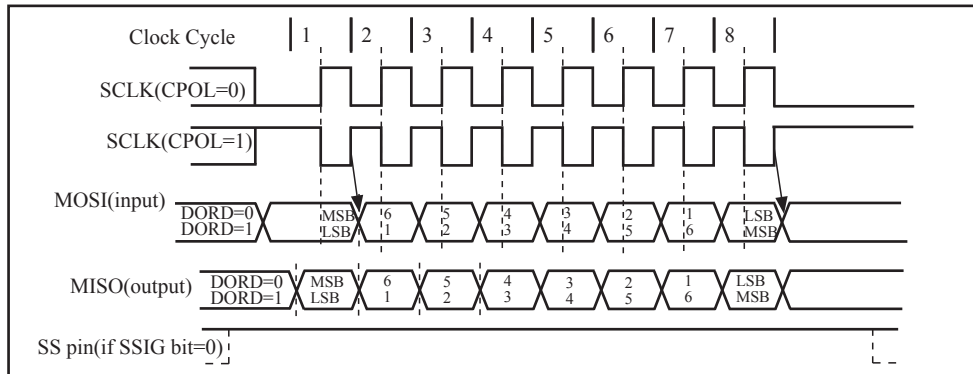 Clock Cycle 1 2 3 4 5 6 7 8
SCLK(CPOL=0)
SCLK(CPOL=1)
MOSI(input)
DORD=0 MSB 6 5 4 3 2 1 LSB
DORD=1 LSB 1 2 3 4 5 6 MSB
MISO(output)
DORD=0 MSB 6 5 4 3 2 1 LSB
DORD=1 LSB 1 2 3 4 5 6 MSB
SS pin(if SSIG bit=0)